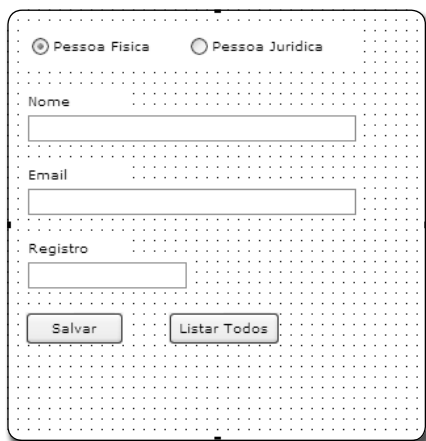 Pessoa Fisica Pessoa Juridica
Nome
Email
Registro
Salvar Listar Todos